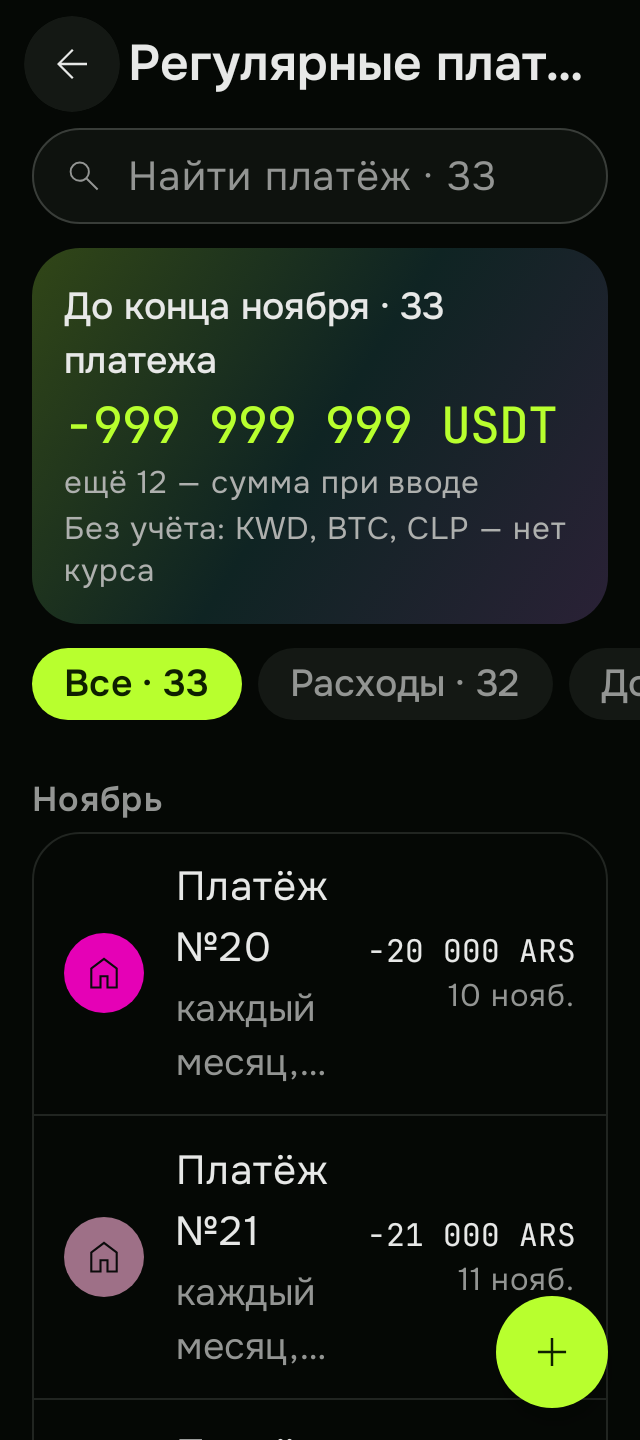 Регулярные плат...
Найти платёж · 33
До конца ноября · 33
платежа
-999 999 999 USDT
ещё 12 — сумма при вводе
Без учёта: KWD, BTC, CLP — нет
курса
Все · 33
Расходы · 32
До
Ноябрь
Платёж
№20
-20 000 ARS
каждый
10 нояб.
месяц,...
Платёж
№21
-21 000 ARS
каждый
11 нояб.
месяц,...